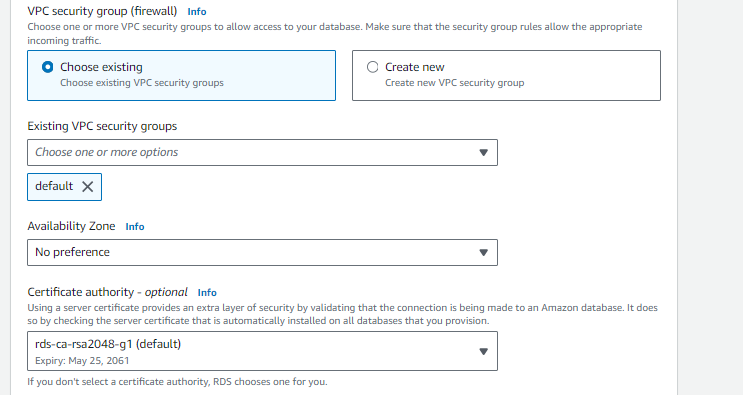 VPC security group (firewall) Info
Choose one or more VPC security groups to allow access to your database. Make sure that the security group rules allow the appropriate
incoming traffic.
Choose existing
Choose existing VPC security groups
Create new
Create new VPC security group
Existing VPC security groups
Choose one or more options
default
Availability Zone Info
No preference
Certificate authority - optional Info
Using a server certificate provides an extra layer of security by validating that the connection is being made to an Amazon database. It does
so by checking the server certificate that is automatically installed on all databases that you provision.
rds-ca-rsa2048-g1 (default)
Expiry: May 25, 2061
If you don't select a certificate authority, RDS chooses one for you.